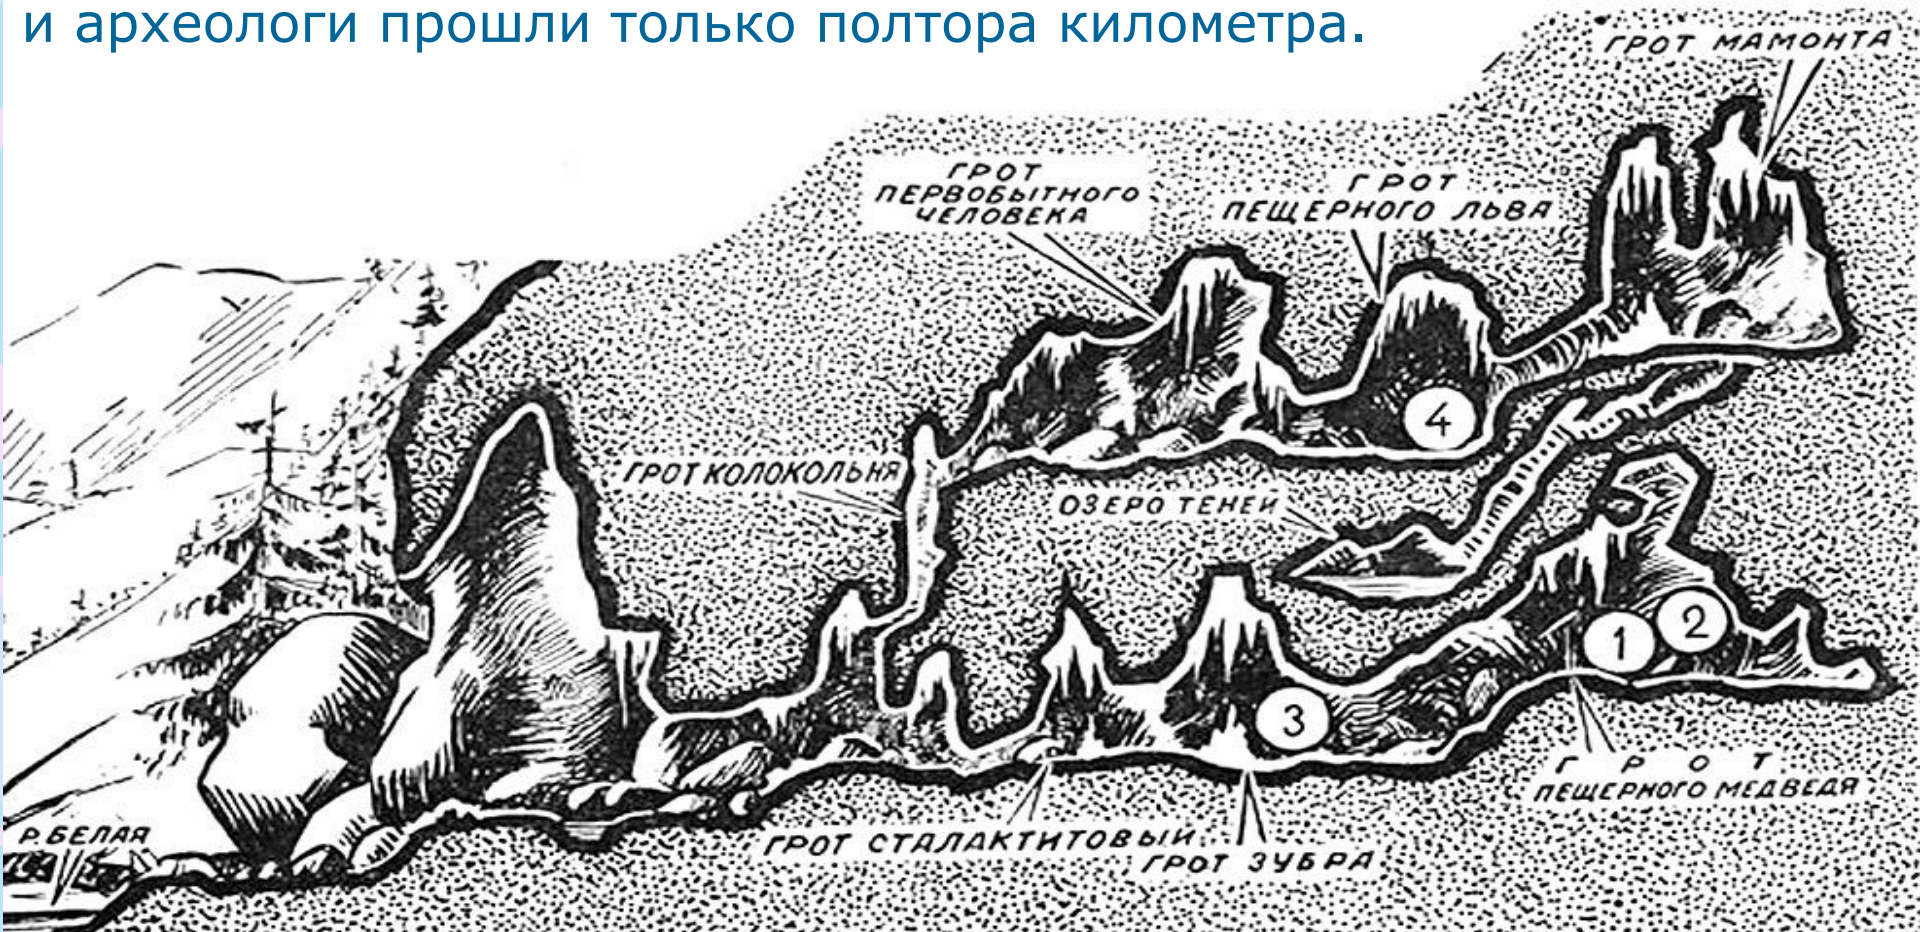 и археологи прошли только полтора километра.
ГРОТ МАМОНТА
ГРОТ
ПЕРВОБЫТНОГО
ЧЕЛОВЕКА
ГРОТ
ПЕЩЕРНОГО ЛЬВА
4
ГРОТ КОЛОКОЛЬНЯ
ОЗЕРО ТЕНЕЙ
1
2
3
ГРОТ
ПЕЩЕРНОГО МЕДВЕДЯ
Р. БЕЛАЯ
ГРОТ СТАЛАКТИТОВЫЙ
ГРОТ ЗУБРА